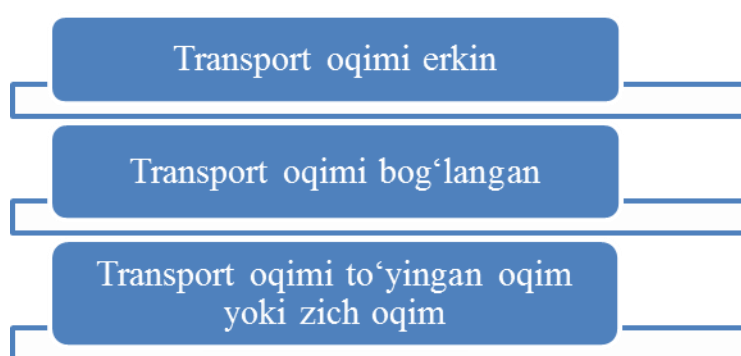 Transport oqimi erkin
Transport oqimi bog‘langan
Transport oqimi to‘yingan oqim
yoki zich oqim